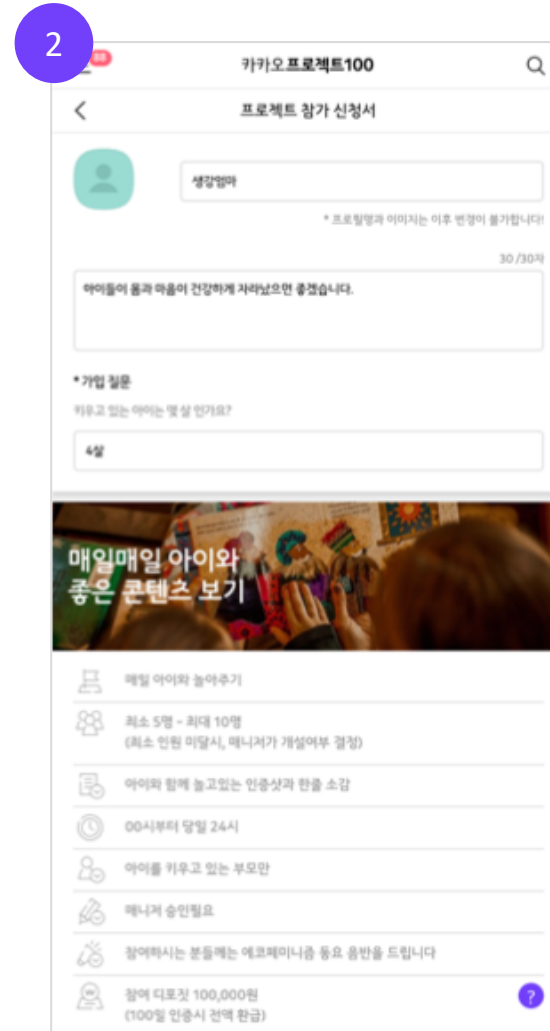 2
88
카카오프로젝트100
프로젝트 참가 신청서
생강엄마
* 프로필명과 이미지는 이후 변경이 불가합니다!
30 /30자
아이들이 몸과 마음이 건강하게 자라났으면 좋겠습니다.
* 가입 질문
키우고 있는 아이는 몇 살 인가요?
4살
매일매일 아이와
좋은 콘텐츠 보기
매일 아이와 놀아주기
최소 5명 ~ 최대 10명
(최소 인원 미달시, 매니저가 개설여부 결정)
아이와 함께 놀고있는 인증샷과 한줄 소감
00시부터 당일 24시
아이를 키우고 있는 부모만
매니저 승인필요
참여하시는 분들께는 에코페미니즘 동요 음반을 드립니다
?
참여 디포짓 100,000원
(100일 인증시 전액 환급)